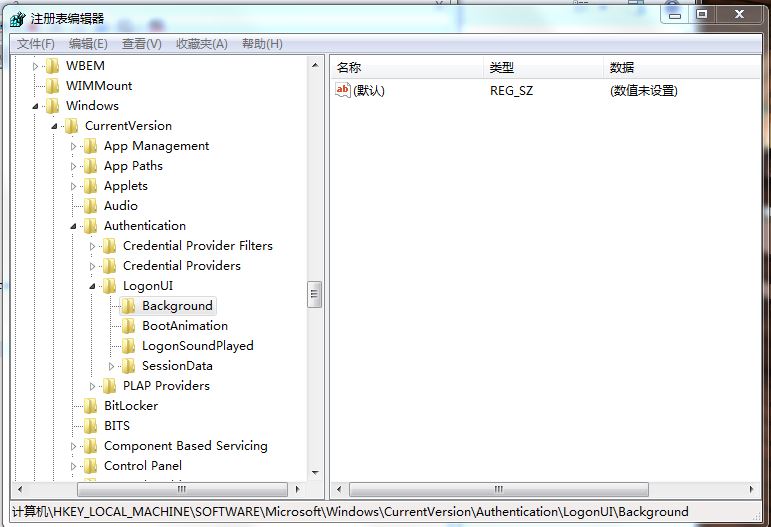 注册表编辑器
文件(F) 编辑(E) 查看(V) 收藏夹(A) 帮助(H)
WBEM
WIMMount
Windows
CurrentVersion
App Management
App Paths
Applets
Audio
Authentication
Credential Provider Filters
Credential Providers
LogonUI
Background
BootAnimation
LogonSoundPlayed
SessionData
PLAP Providers
BitLocker
BITS
Component Based Servicing
Control Panel
名称 类型 数据
ab (默认) REG_SZ (数值未设置)
计算机\HKEY_LOCAL_MACHINE\SOFTWARE\Microsoft\Windows\CurrentVersion\Authentication\LogonUI\Background